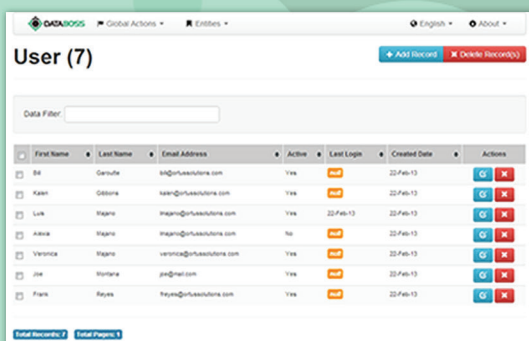 DATABOSS Global Actions Entities English About
User (7)
+ Add Record Delete Record(s)
Data Filter:
First Name Last Name Email Address Active Last Login Created Date Actions
Bill Garoutte bill@ortussolutions.com Yes null 22-Feb-13
Kalen Gibbons kalen@ortussolutions.com Yes null 22-Feb-13
Luis Majano lmajano@ortussolutions.com Yes 22-Feb-13 22-Feb-13
Alexia Majano lmajano@ortussolutions.com No null 22-Feb-13
Veronica Majano veronica@ortussolutions.com Yes null 22-Feb-13
Joe Montana joe@mail.com Yes null 22-Feb-13
Frank Reyes freyes@ortussolutions.com Yes null 22-Feb-13
Total Records: 7 Total Pages: 1